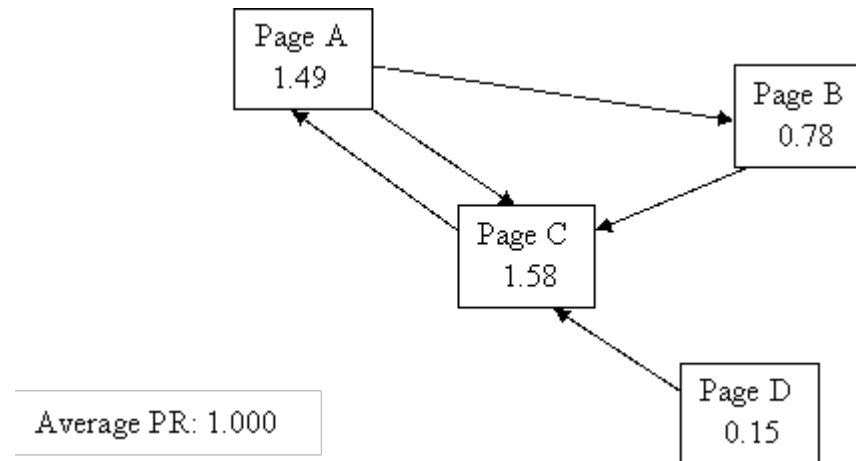 Page A
1.49
Page B
0.78
Page C
1.58
Page D
0.15
Average PR: 1.000